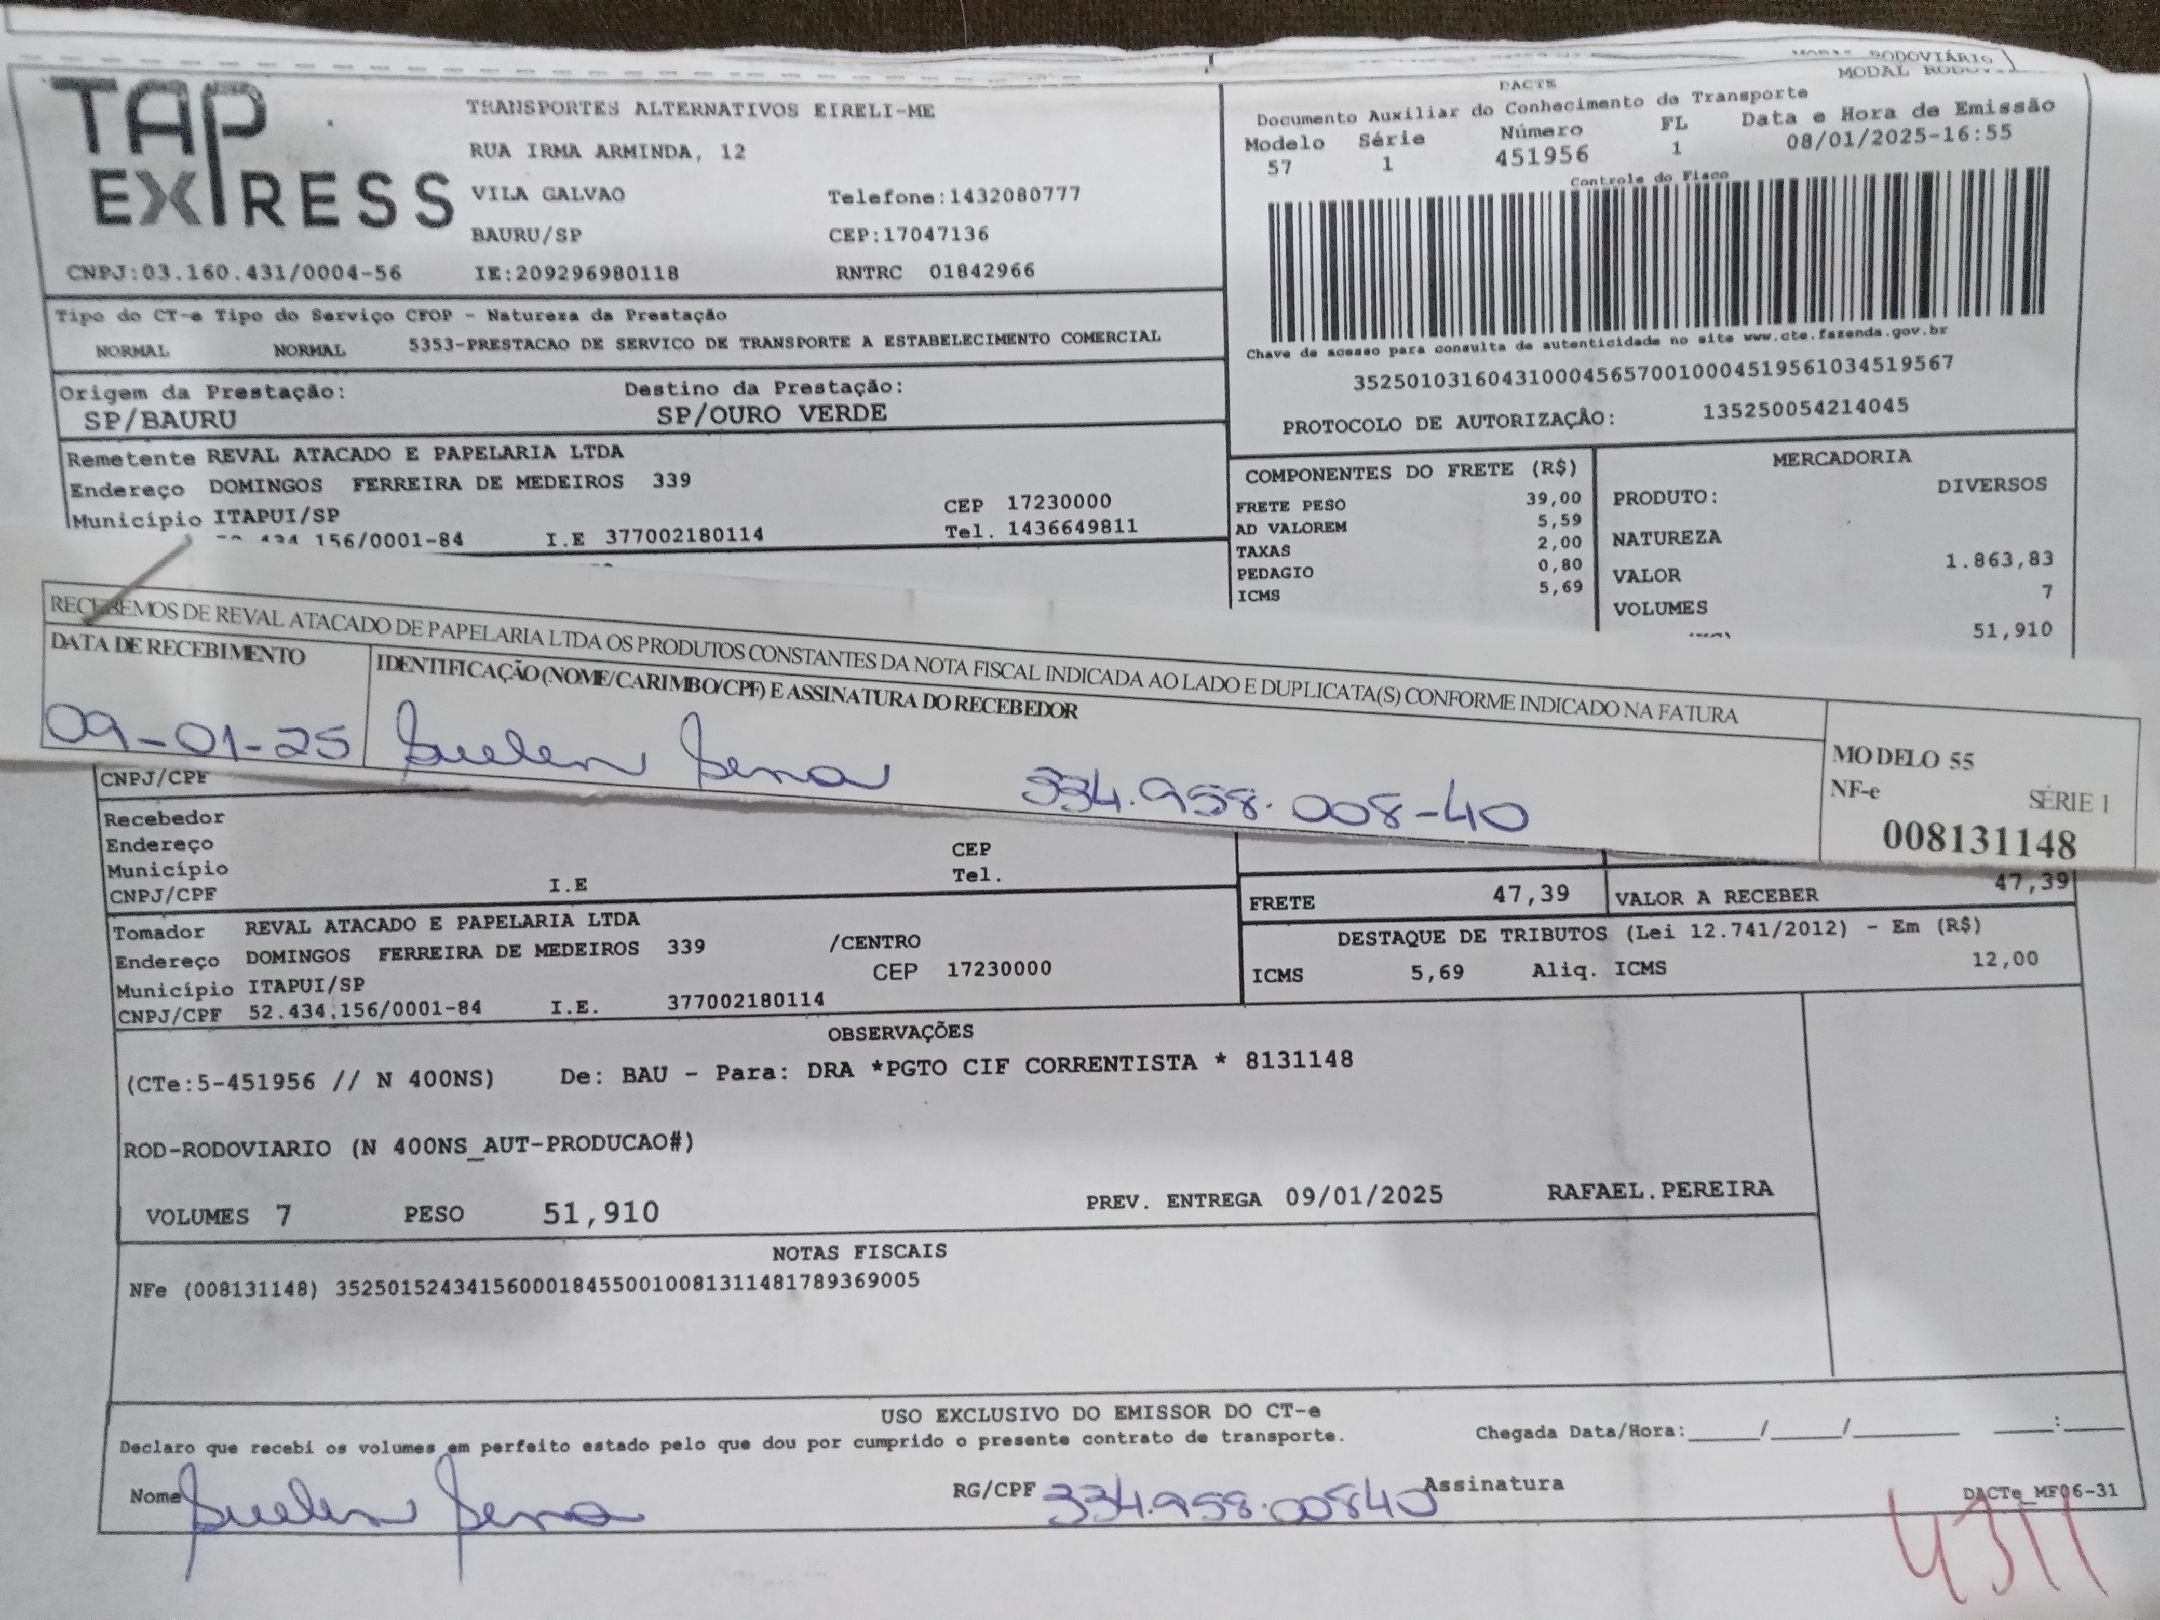 MODAL RODOVIÁRIO
TAP
EXPRESS
TRANSPORTES ALTERNATIVOS EIRELI-ME
RUA IRMA ARMINDA, 12
VILA GALVAO Telefone:1432080777
BAURU/SP CEP:17047136
CNPJ:03.160.431/0004-56 IE:209296980118 RNTRC 01842966
DACTE
Documento Auxiliar do Conhecimento de Transporte
Modelo Série Número FL Data e Hora de Emissão
57 1 451956 1 08/01/2025-16:55
Controle do Fisco
Chave de acesso para consulta de autenticidade no site www.cte.fazenda.gov.br
35250103160431000456570010004519561034519567
PROTOCOLO DE AUTORIZAÇÃO: 135250054214045
Tipo do CT-e Tipo do Serviço CFOP - Natureza da Prestação
NORMAL NORMAL 5353-PRESTACAO DE SERVICO DE TRANSPORTE A ESTABELECIMENTO COMERCIAL
Origem da Prestação: Destino da Prestação:
SP/BAURU SP/OURO VERDE
Remetente REVAL ATACADO E PAPELARIA LTDA
Endereço DOMINGOS FERREIRA DE MEDEIROS 339
Município ITAPUI/SP CEP 17230000
156/0001-84 I.E 377002180114 Tel. 1436649811
COMPONENTES DO FRETE (R$)
FRETE PESO 39,00
AD VALOREM 5,59
TAXAS 2,00
PEDAGIO 0,80
ICMS 5,69
MERCADORIA
PRODUTO: DIVERSOS
NATUREZA
VALOR 1.863,83
VOLUMES 7
51,910
RECEBEMOS DE REVAL ATACADO DE PAPELARIA LTDA OS PRODUTOS CONSTANTES DA NOTA FISCAL INDICADA AO LADO E DUPLICATA(S) CONFORME INDICADO NA FATURA
DATA DE RECEBIMENTO IDENTIFICAÇÃO (NOME/CARIMBO/CPF) E ASSINATURA DO RECEBEDOR
09-01-25 Suelen Sena 334.958.008-40
MODELO 55
NF-e SÉRIE 1
008131148
CNPJ/CPF
Recebedor
Endereço CEP
Município Tel.
CNPJ/CPF I.E
FRETE 47,39 VALOR A RECEBER 47,39
Tomador REVAL ATACADO E PAPELARIA LTDA
Endereço DOMINGOS FERREIRA DE MEDEIROS 339 /CENTRO
Município ITAPUI/SP CEP 17230000
CNPJ/CPF 52.434.156/0001-84 I.E. 377002180114
DESTAQUE DE TRIBUTOS (Lei 12.741/2012) - Em (R$)
ICMS 5,69 Aliq. ICMS 12,00
OBSERVAÇÕES
(CTe:5-451956 // N 400NS) De: BAU - Para: DRA *PGTO CIF CORRENTISTA * 8131148
ROD-RODOVIARIO (N 400NS_AUT-PRODUCAO#)
VOLUMES 7 PESO 51,910 PREV. ENTREGA 09/01/2025 RAFAEL.PEREIRA
NOTAS FISCAIS
NFe (008131148) 35250152434156000184550010081311481789369005
USO EXCLUSIVO DO EMISSOR DO CT-e
Declaro que recebi os volumes em perfeito estado pelo que dou por cumprido o presente contrato de transporte. Chegada Data/Hora:_____/_____/_______ ____:____
Nome Suelen Sena RG/CPF 334.958.00840 Assinatura
DACTe_MF06-31
4311